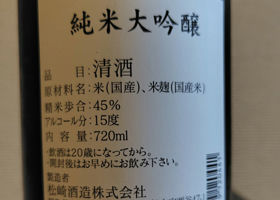 純米大吟醸
品目:清酒
原材料名:米(国産)、米麹(国産米)
精米歩合:45%
アルコール分:15度
内容量:720ml
・飲酒は20歳になってから。
・開封後はお早めにお飲み下さい。
製造者
松崎酒造株式会社